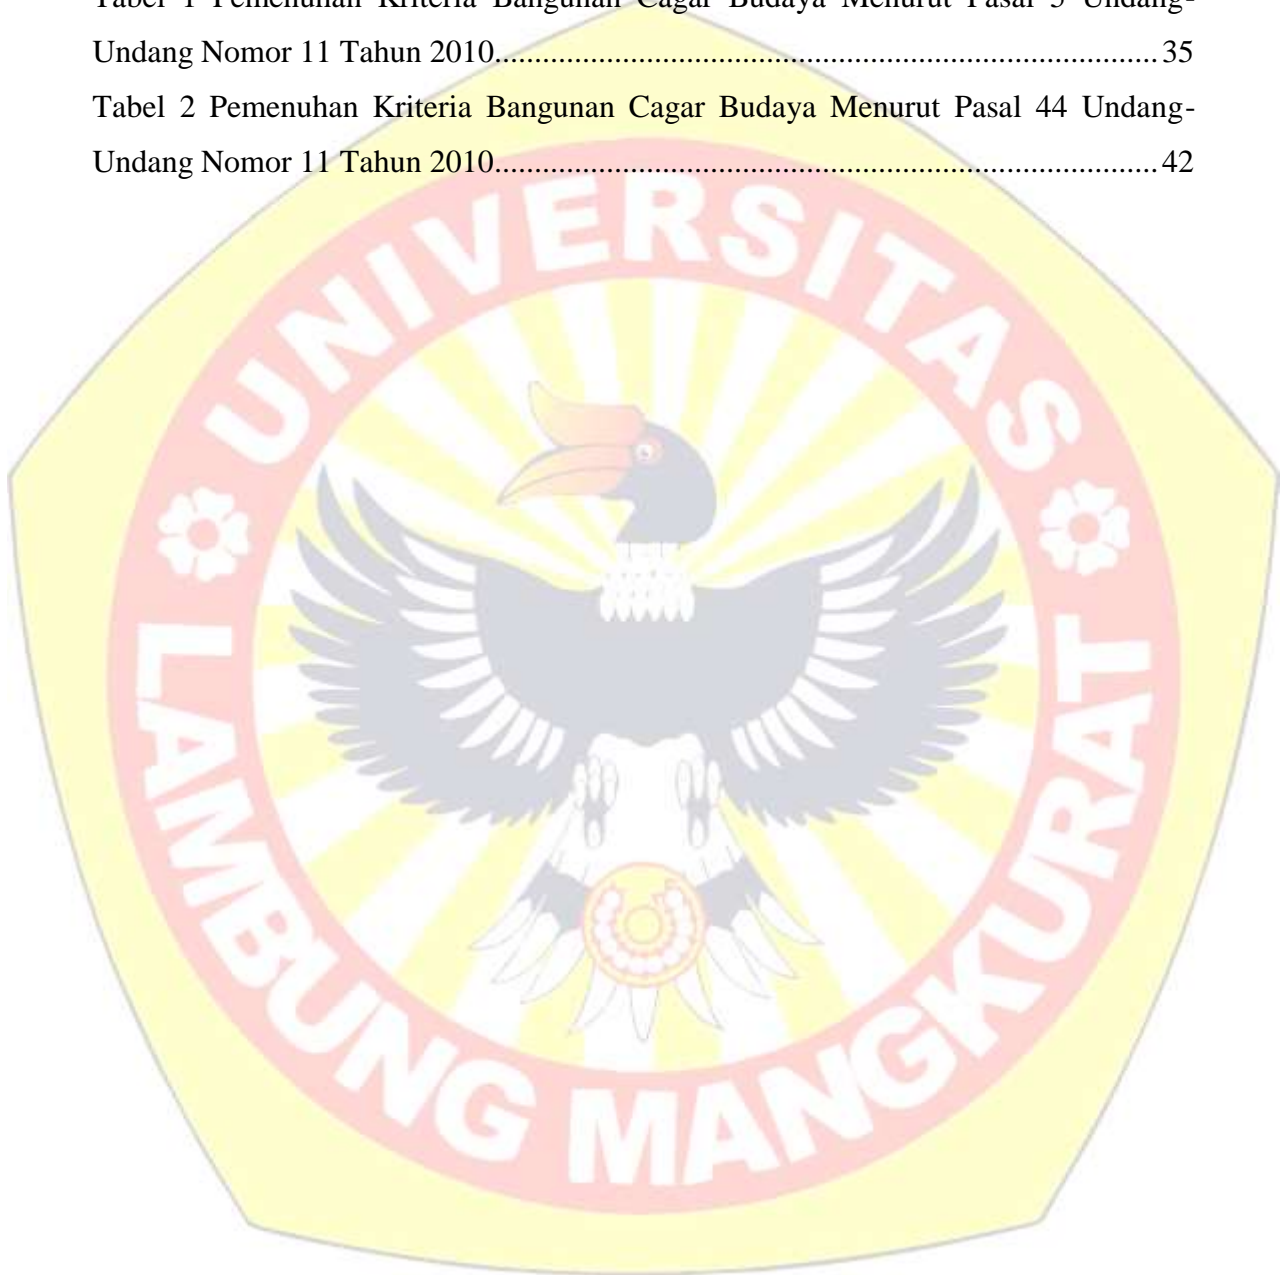 Tabel 1 Pemenuhan Kriteria Bangunan Cagar Budaya Menurut Pasal 5 Undang-
Undang Nomor 11 Tahun 2010................................................................................35
Tabel 2 Pemenuhan Kriteria Bangunan Cagar Budaya Menurut Pasal 44 Undang-
Undang Nomor 11 Tahun 2010................................................................................42
UNIVERSITAS
LAMBUNG MANGKURAT